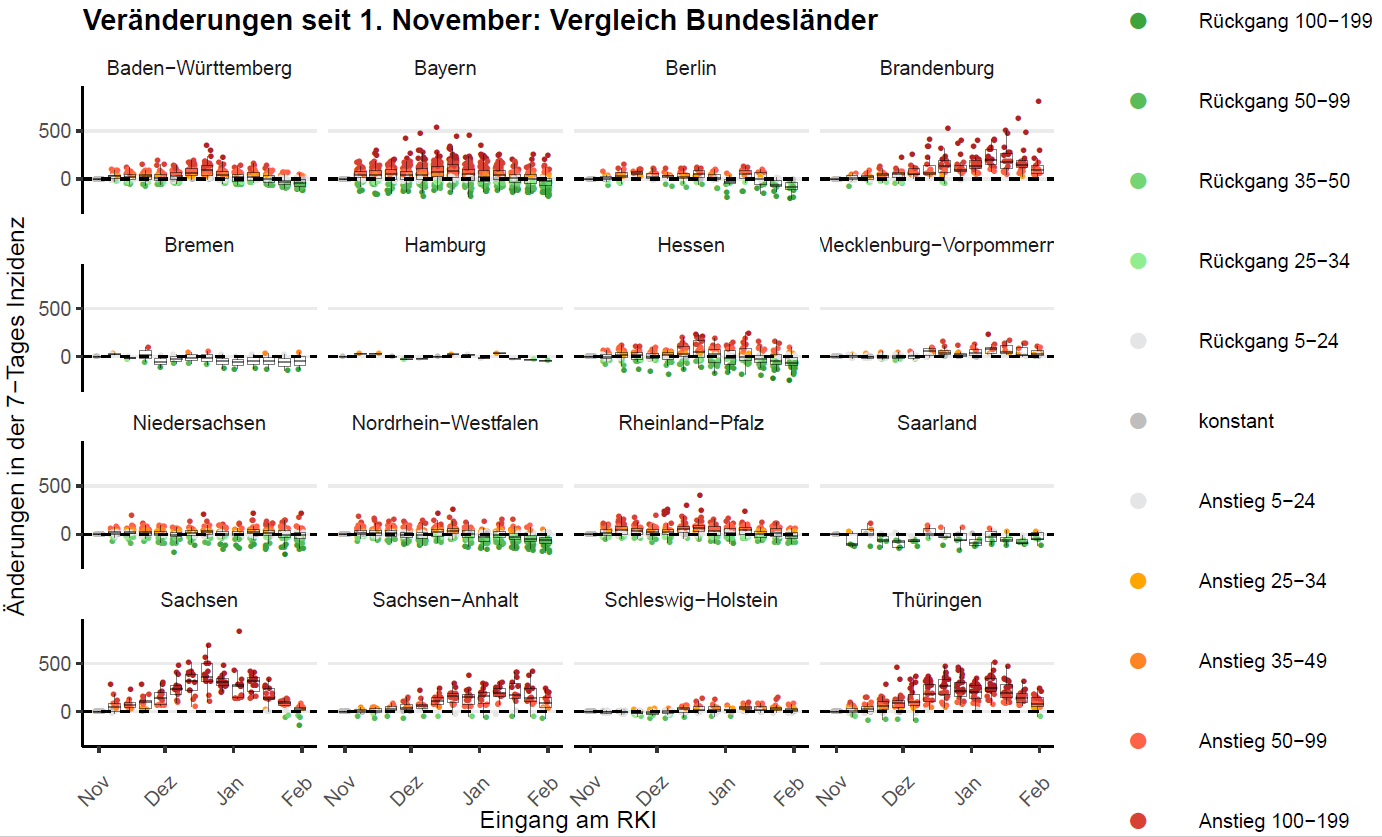 Veränderungen seit 1. November: Vergleich Bundesländer
Baden−Württemberg
Bayern
Berlin
Brandenburg
500
0
Bremen
Hamburg
Hessen
Mecklenburg−Vorpommern
500
0
Niedersachsen
Nordrhein−Westfalen
Rheinland−Pfalz
Saarland
500
0
Sachsen
Sachsen−Anhalt
Schleswig−Holstein
Thüringen
500
0
Nov
Dez
Jan
Feb
Nov
Dez
Jan
Feb
Nov
Dez
Jan
Feb
Nov
Dez
Jan
Feb
Eingang am RKI
Änderungen in der 7−Tages Inzidenz
Rückgang 100−199
Rückgang 50−99
Rückgang 35−50
Rückgang 25−34
Rückgang 5−24
konstant
Anstieg 5−24
Anstieg 25−34
Anstieg 35−49
Anstieg 50−99
Anstieg 100−199